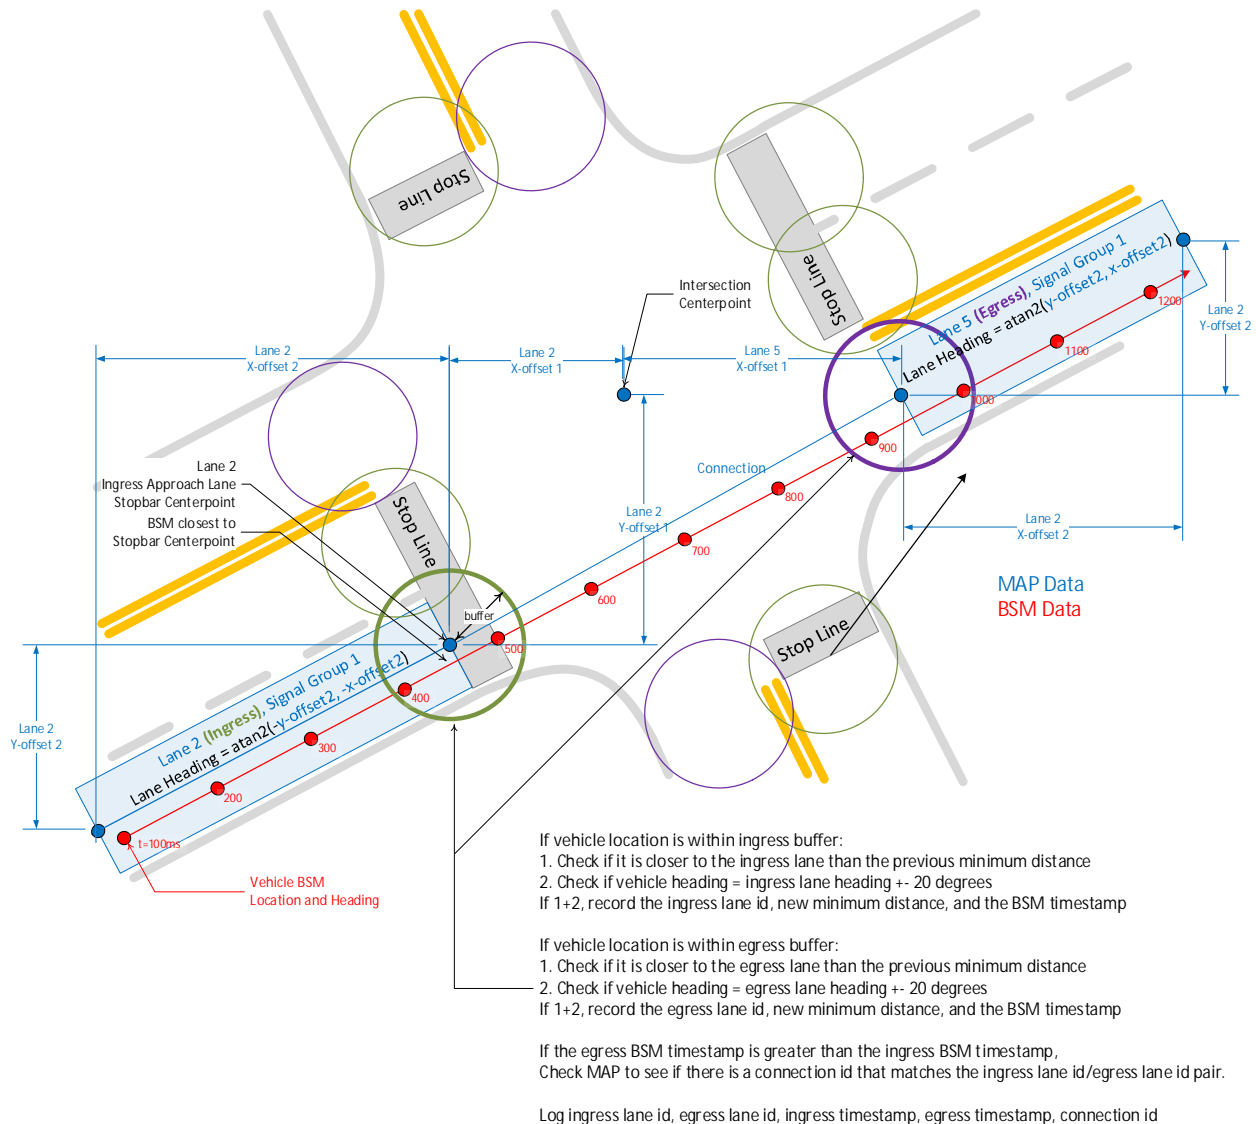 Stop Line
Stop Line
Stop Line
Intersection
Centerpoint
Lane 5 (Egress), Signal Group 1
Lane Heading = atan2(y-offset2, x-offset2)
1200
1100
1000
900
800
700
600
500
400
300
200
t=100ms
Lane 2
Y-offset 2
Lane 2
X-offset 2
Lane 2
X-offset 1
Lane 5
X-offset 1
Connection
Lane 2
Y-offset 1
Lane 2
X-offset 2
Lane 2
Ingress Approach Lane
Stopbar Centerpoint
BSM closest to
Stopbar Centerpoint
Stop Line
buffer
MAP Data
BSM Data
Stop Line
Lane 2 (Ingress), Signal Group 1
Lane Heading = atan2(-y-offset2, -x-offset2)
Lane 2
Y-offset 2
Vehicle BSM
Location and Heading
If vehicle location is within ingress buffer:
1. Check if it is closer to the ingress lane than the previous minimum distance
2. Check if vehicle heading = ingress lane heading +- 20 degrees
If 1+2, record the ingress lane id, new minimum distance, and the BSM timestamp
If vehicle location is within egress buffer:
1. Check if it is closer to the egress lane than the previous minimum distance
2. Check if vehicle heading = egress lane heading +- 20 degrees
If 1+2, record the egress lane id, new minimum distance, and the BSM timestamp
If the egress BSM timestamp is greater than the ingress BSM timestamp,
Check MAP to see if there is a connection id that matches the ingress lane id/egress lane id pair.
Log ingress lane id, egress lane id, ingress timestamp, egress timestamp, connection id